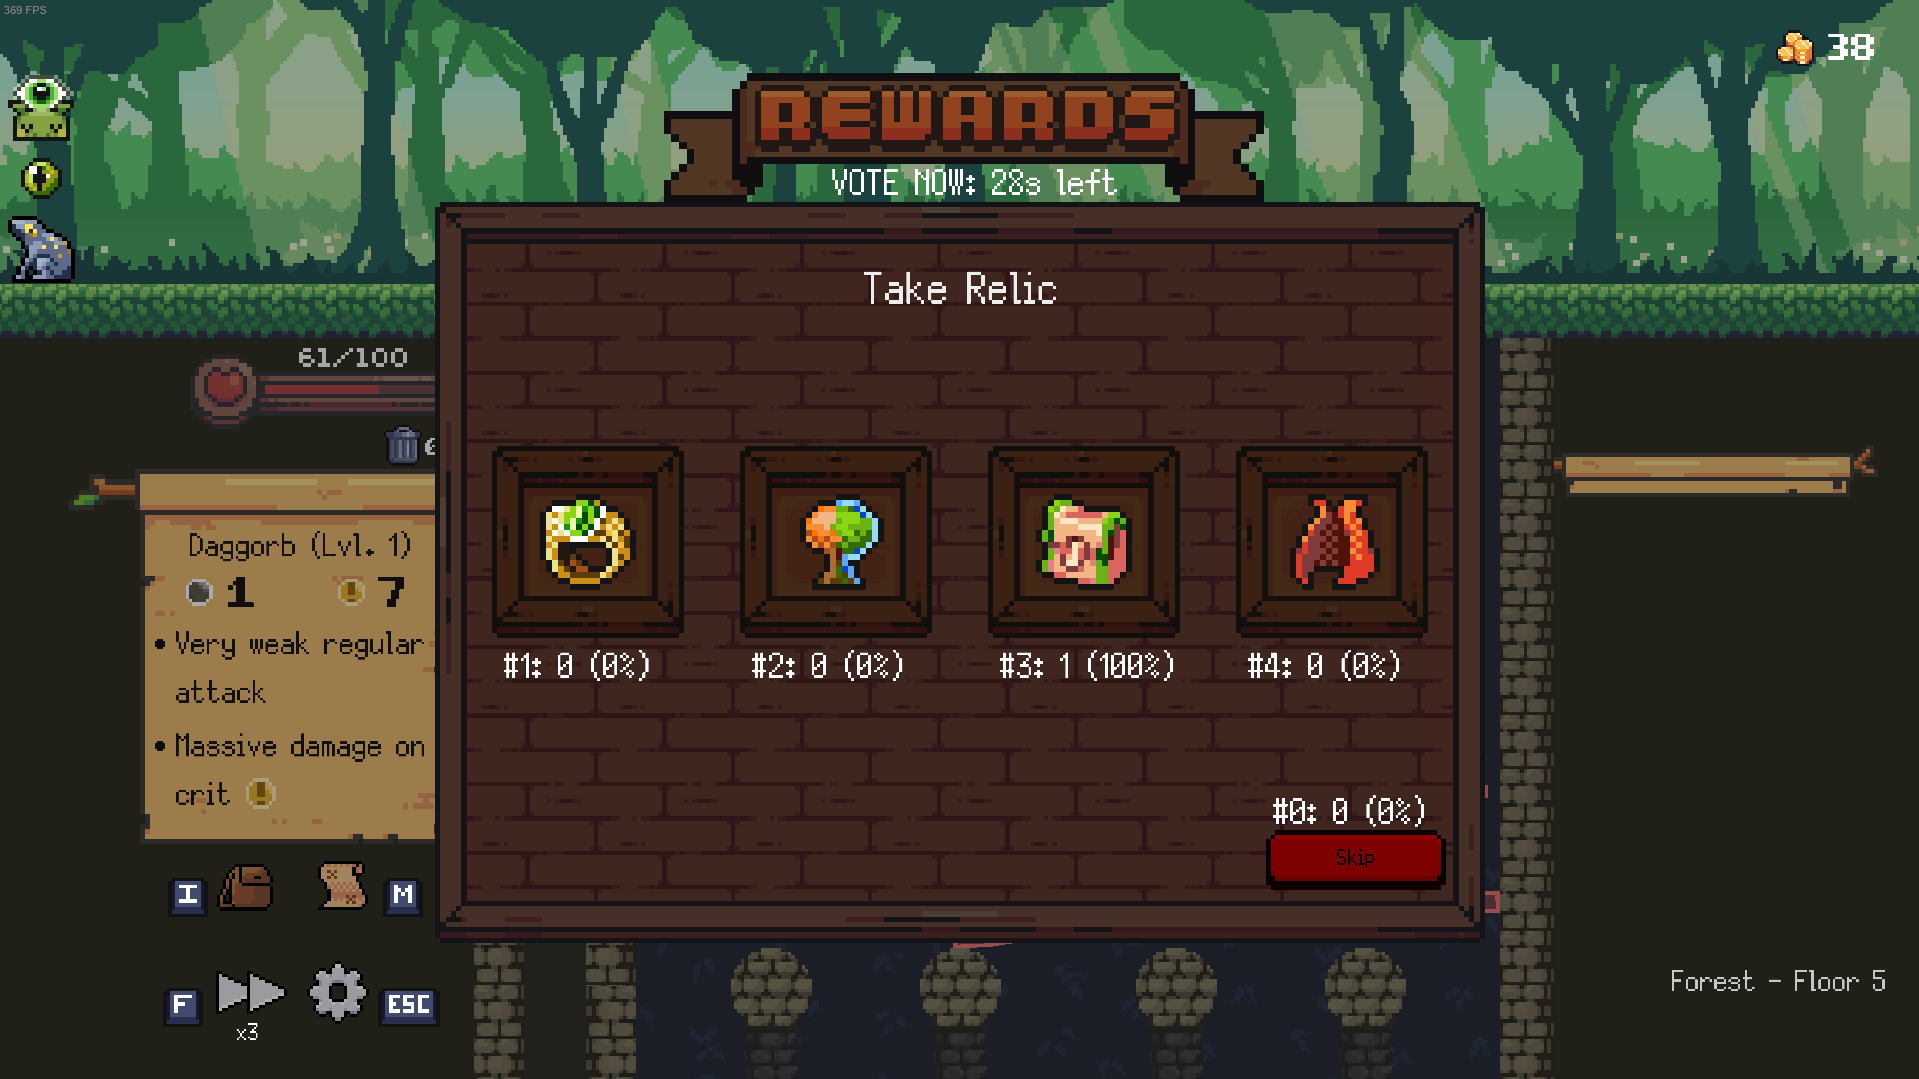 369 FPS
38
REWARDS
VOTE NOW: 28s left
Take Relic
61/100
Daggorb (Lvl. 1)
1 7
• Very weak regular
attack
• Massive damage on
crit
#1: 0 (0%) #2: 0 (0%) #3: 1 (100%) #4: 0 (0%)
#0: 0 (0%)
Skip
I M
F ESC
x3
Forest - Floor 5